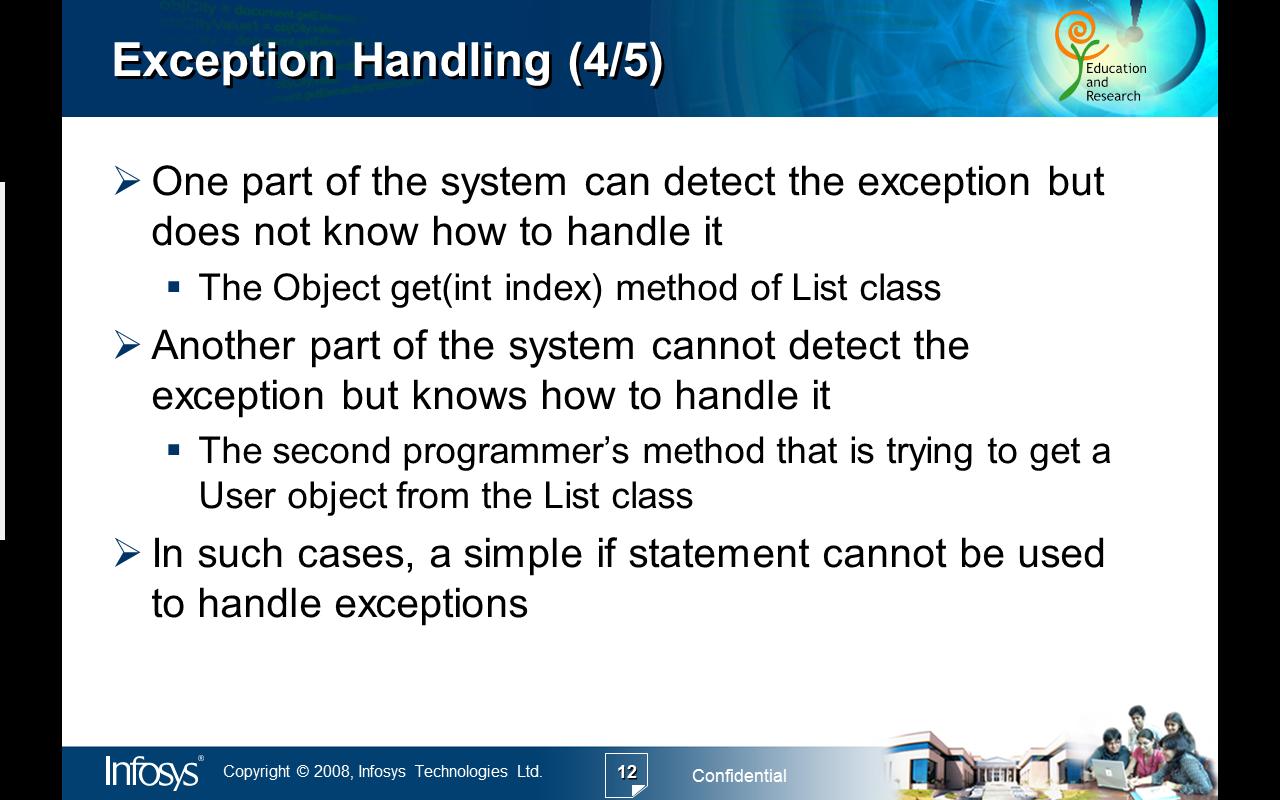 Exception Handling (4/5)
Education
and
Research
One part of the system can detect the exception but
does not know how to handle it
The Object get(int index) method of List class
Another part of the system cannot detect the
exception but knows how to handle it
The second programmer’s method that is trying to get a
User object from the List class
In such cases, a simple if statement cannot be used
to handle exceptions
Infosys®
Copyright © 2008, Infosys Technologies Ltd.
12
Confidential